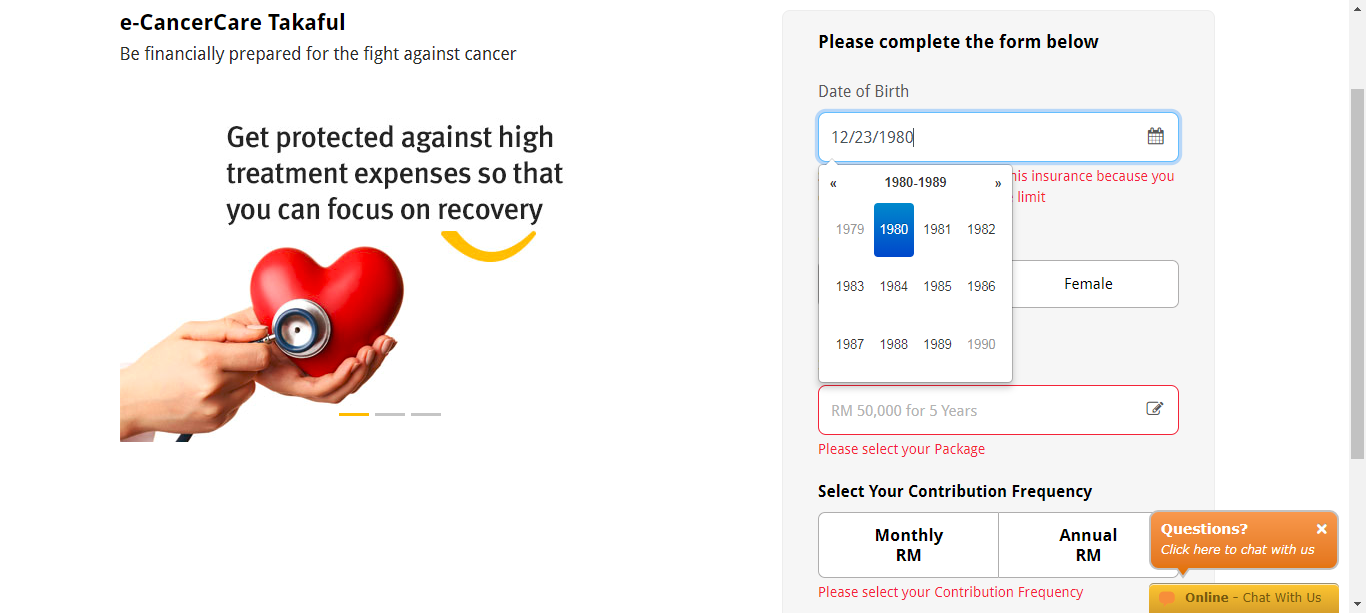 e-CancerCare Takaful
Be financially prepared for the fight against cancer
Get protected against high
treatment expenses so that
you can focus on recovery
Please complete the form below
Date of Birth
12/23/1980
his insurance because you
limit
« 1980-1989 »
1979 1980 1981 1982
1983 1984 1985 1986
1987 1988 1989 1990
Female
RM 50,000 for 5 Years
Please select your Package
Select Your Contribution Frequency
Monthly Annual
RM RM
Please select your Contribution Frequency
Questions? ×
Click here to chat with us
Online - Chat With Us